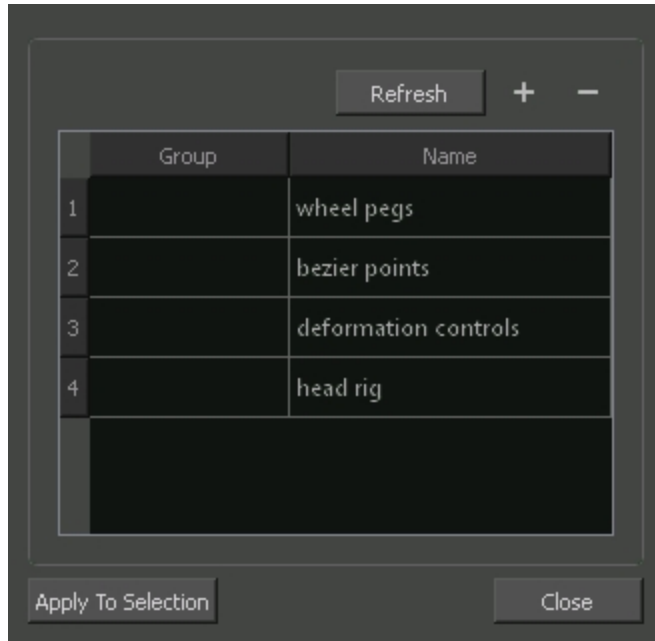 Refresh + −
Group Name
1 wheel pegs
2 bezier points
3 deformation controls
4 head rig
Apply To Selection Close